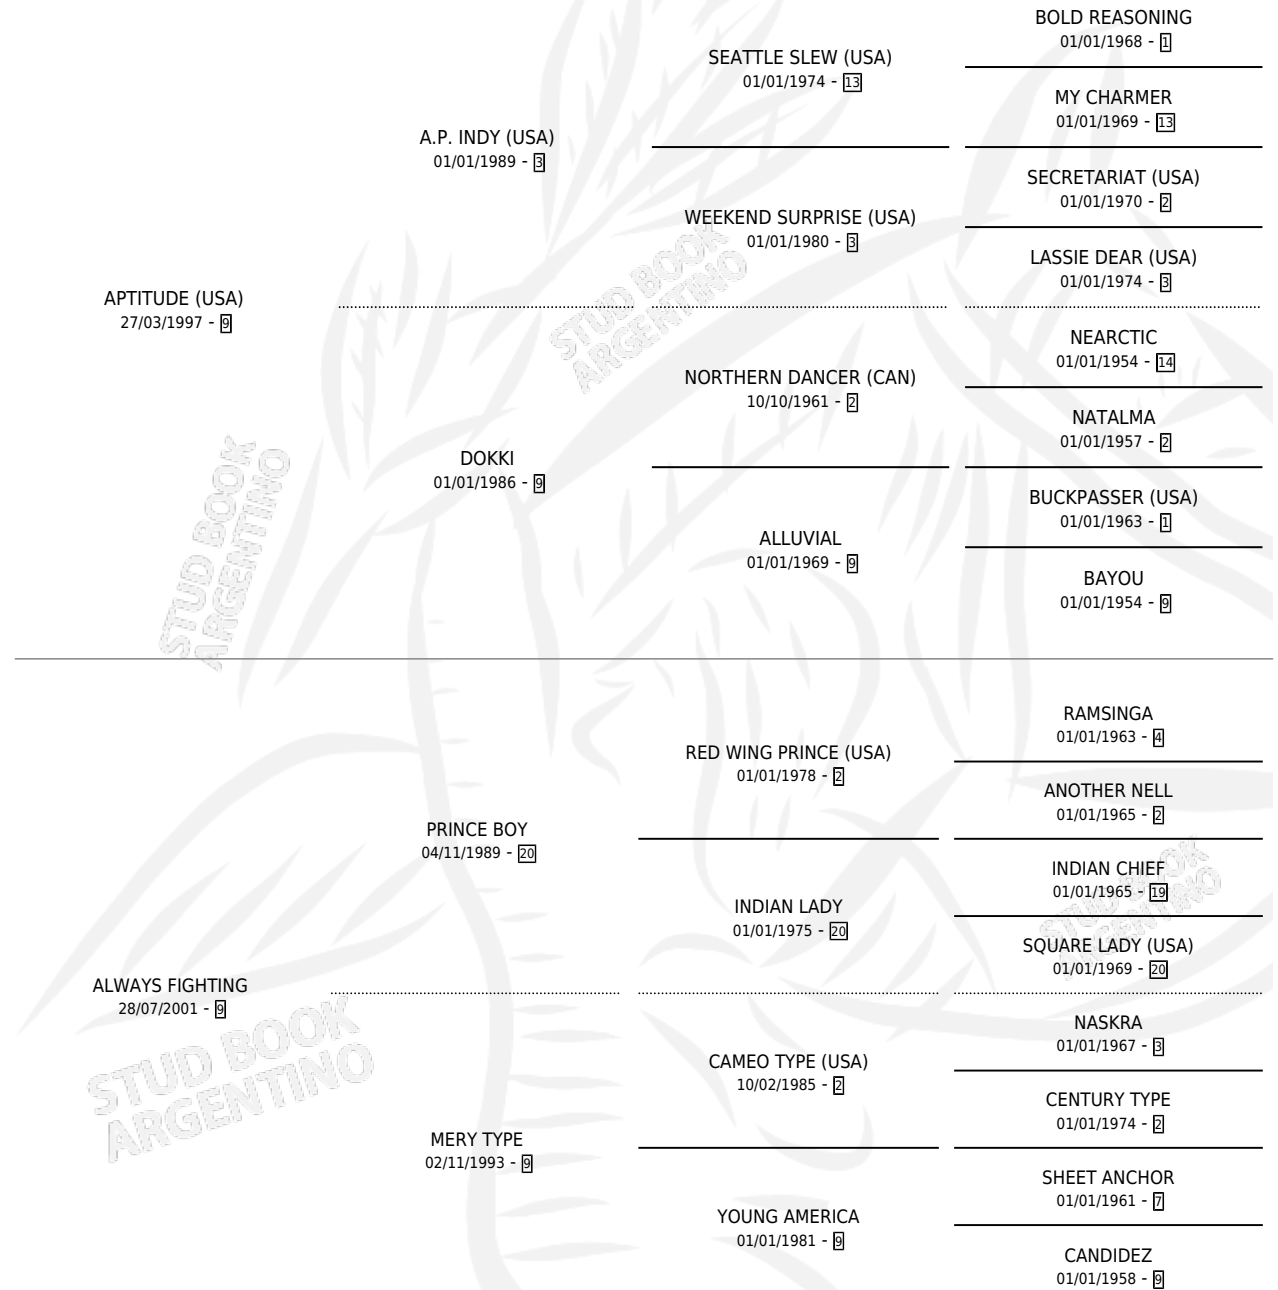 BOLD REASONING
01/01/1968 - 1
SEATTLE SLEW (USA)
01/01/1974 - 13
MY CHARMER
01/01/1969 - 13
A.P. INDY (USA)
01/01/1989 - 3
SECRETARIAT (USA)
01/01/1970 - 2
WEEKEND SURPRISE (USA)
01/01/1980 - 3
LASSIE DEAR (USA)
01/01/1974 - 3
STUD BOOK
ARGENTINO
APTITUDE (USA)
27/03/1997 - 9
NEARCTIC
01/01/1954 - 14
NORTHERN DANCER (CAN)
10/10/1961 - 2
NATALMA
01/01/1957 - 2
DOKKI
01/01/1986 - 9
BUCKPASSER (USA)
01/01/1963 - 1
ALLUVIAL
01/01/1969 - 9
BAYOU
01/01/1954 - 9
STUD BOOK
ARGENTINO
RAMSINGA
01/01/1963 - 4
RED WING PRINCE (USA)
01/01/1978 - 2
ANOTHER NELL
01/01/1965 - 2
PRINCE BOY
04/11/1989 - 20
INDIAN CHIEF
01/01/1965 - 19
INDIAN LADY
01/01/1975 - 20
SQUARE LADY (USA)
01/01/1969 - 20
STUD BOOK
ARGENTINO
ALWAYS FIGHTING
28/07/2001 - 9
NASKRA
01/01/1967 - 3
CAMEO TYPE (USA)
10/02/1985 - 2
CENTURY TYPE
01/01/1974 - 2
STUD BOOK
ARGENTINO
MERY TYPE
02/11/1993 - 9
SHEET ANCHOR
01/01/1961 - 7
YOUNG AMERICA
01/01/1981 - 9
CANDIDEZ
01/01/1958 - 9